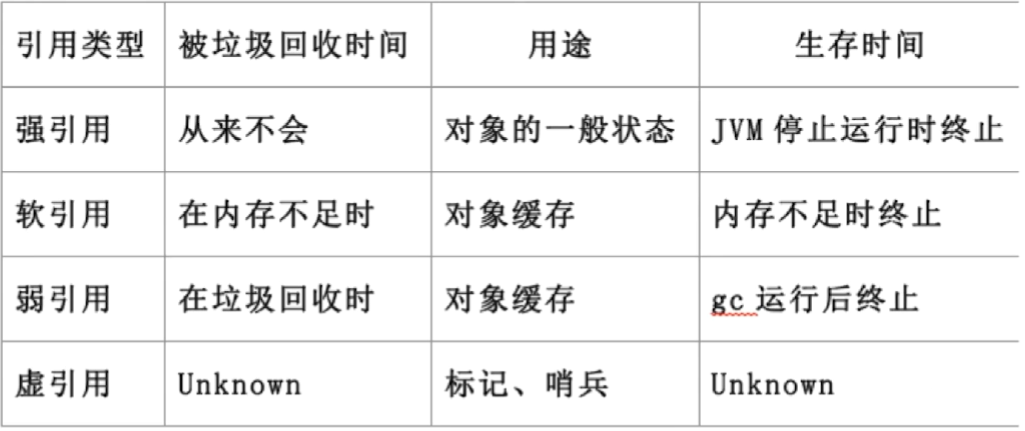 引用类型 被垃圾回收时间 用途 生存时间
强引用 从来不会 对象的一般状态 JVM 停止运行时终止
软引用 在内存不足时 对象缓存 内存不足时终止
弱引用 在垃圾回收时 对象缓存 gc 运行后终止
虚引用 Unknown 标记、哨兵 Unknown